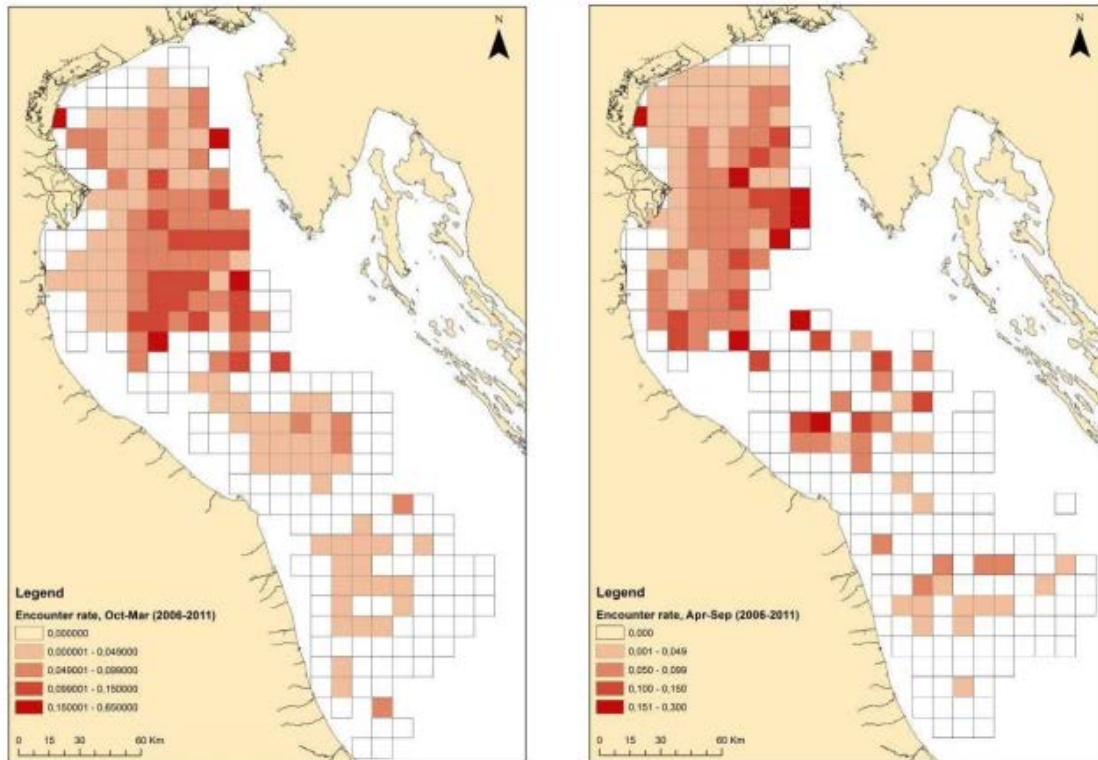 N
Legend
Encounter rate, Oct-Mar (2006-2011)
0,000000
0,000001 - 0,049000
0,049001 - 0,099000
0,099001 - 0,150000
0,150001 - 0,650000
0 15 30 60 Km
N
Legend
Encounter rate, Apr-Sep (2006-2011)
0,000
0,001 - 0,049
0,050 - 0,099
0,100 - 0,150
0,151 - 0,300
0 15 30 60 Km